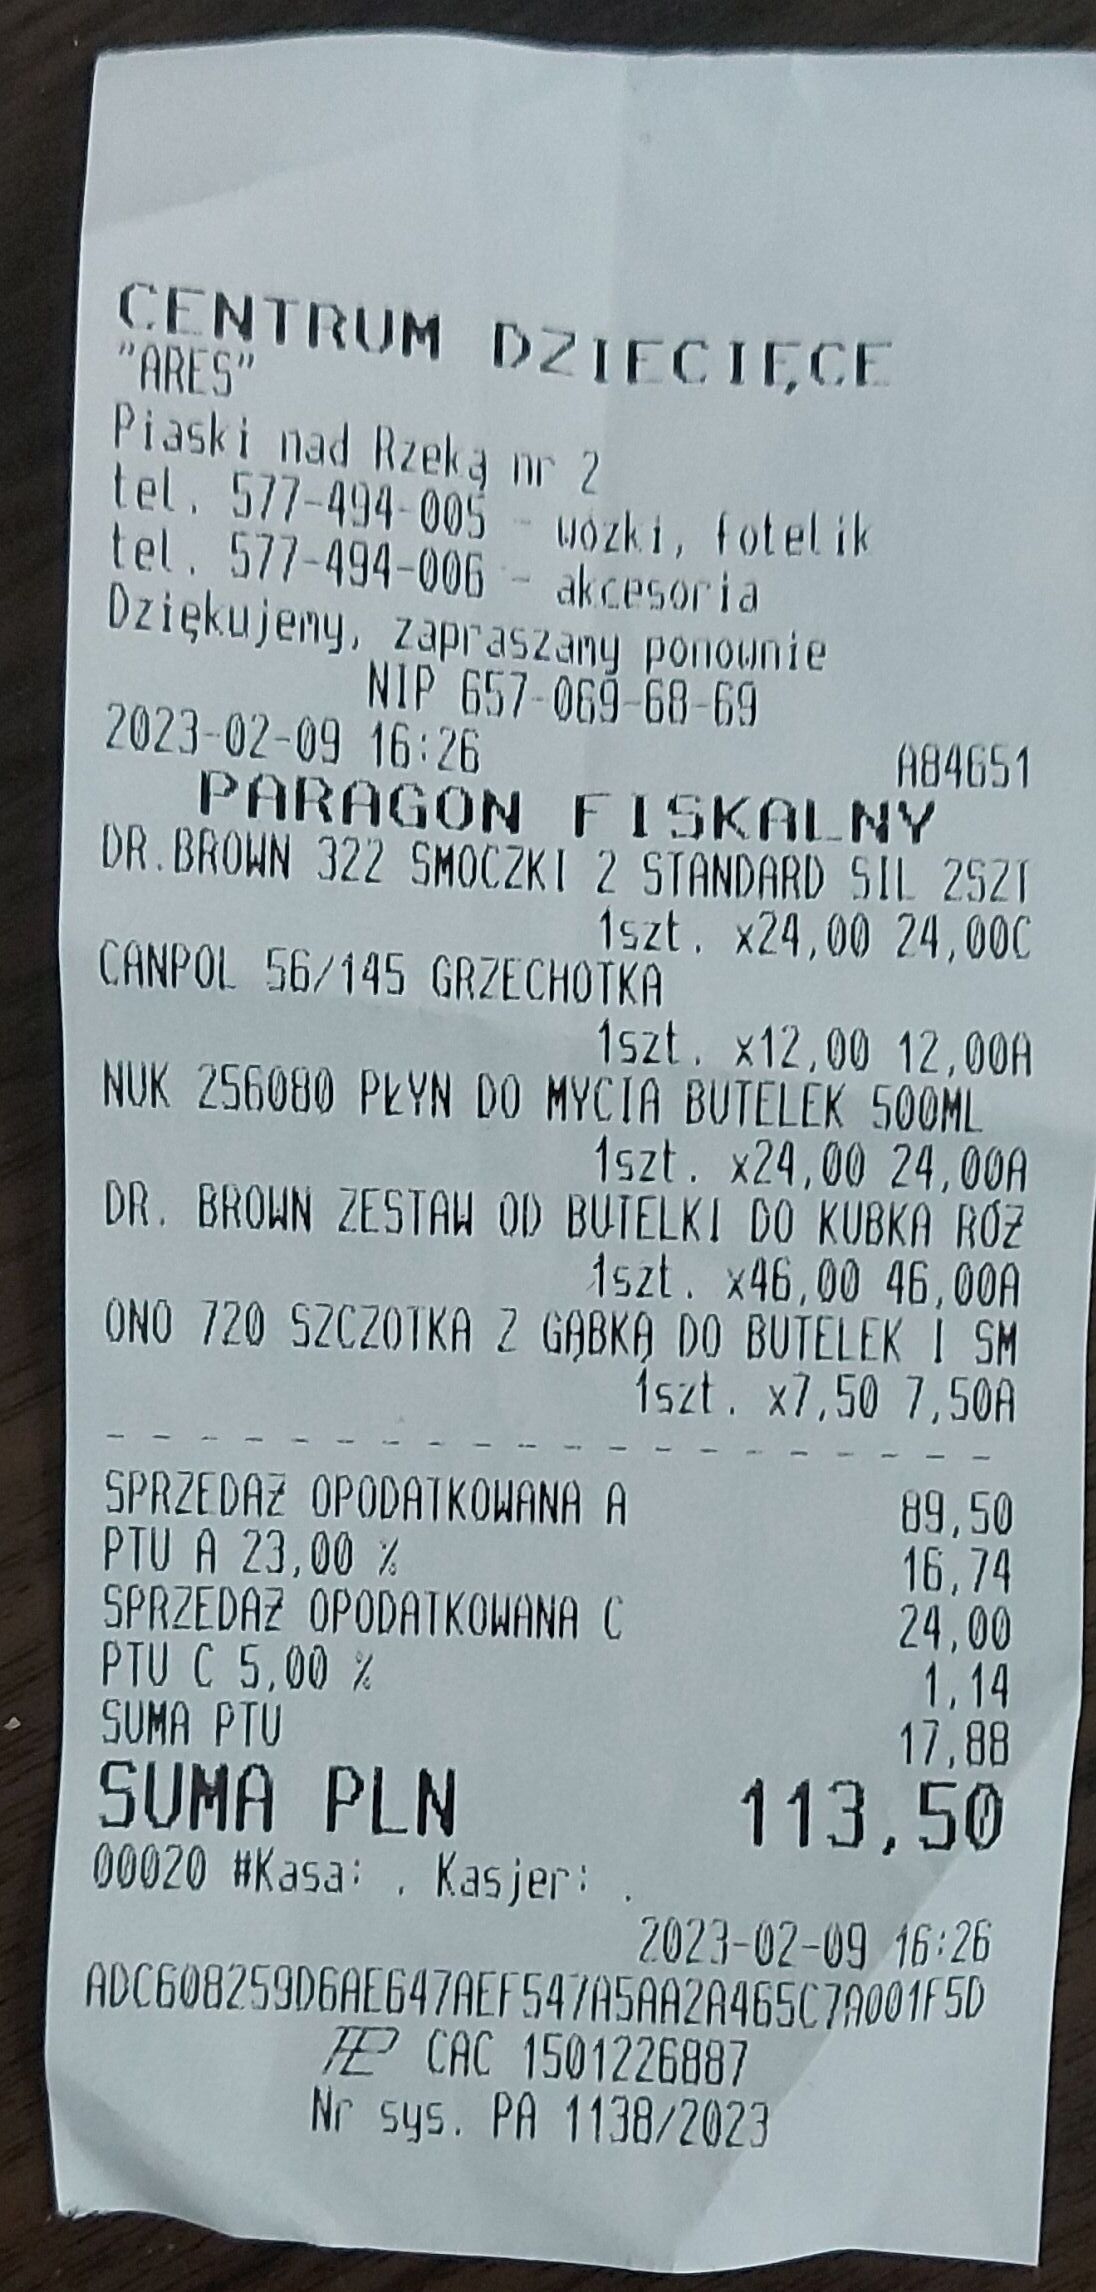 CENTRUM DZIECIĘCE
"ARES"
Piaski nad Rzeką nr 2
tel. 577-494-005 - wózki, fotelik
tel. 577-494-006 - akcesoria
Dziękujemy, zapraszamy ponownie
NIP 657-069-68-69
2023-02-09 16:26 A84651
PARAGON FISKALNY
DR.BROWN 322 SMOCZKI 2 STANDARD SIL 2SZT
1szt. x24,00 24,00C
CANPOL 56/145 GRZECHOTKA
1szt. x12,00 12,00A
NUK 256080 PŁYN DO MYCIA BUTELEK 500ML
1szt. x24,00 24,00A
DR. BROWN ZESTAW OD BUTELKI DO KUBKA RÓŻ
1szt. x46,00 46,00A
ONO 720 SZCZOTKA Z GĄBKĄ DO BUTELEK I SM
1szt. x7,50 7,50A
SPRZEDAŻ OPODATKOWANA A 89,50
PTU A 23,00 % 16,74
SPRZEDAŻ OPODATKOWANA C 24,00
PTU C 5,00 % 1,14
SUMA PTU 17,88
SUMA PLN 113,50
00020 #Kasa: . Kasjer: .
2023-02-09 16:26
ADC608259D6AE647AEF547A5AA2A465C7A001F5D
CAC 1501226887
Nr sys. PA 1138/2023